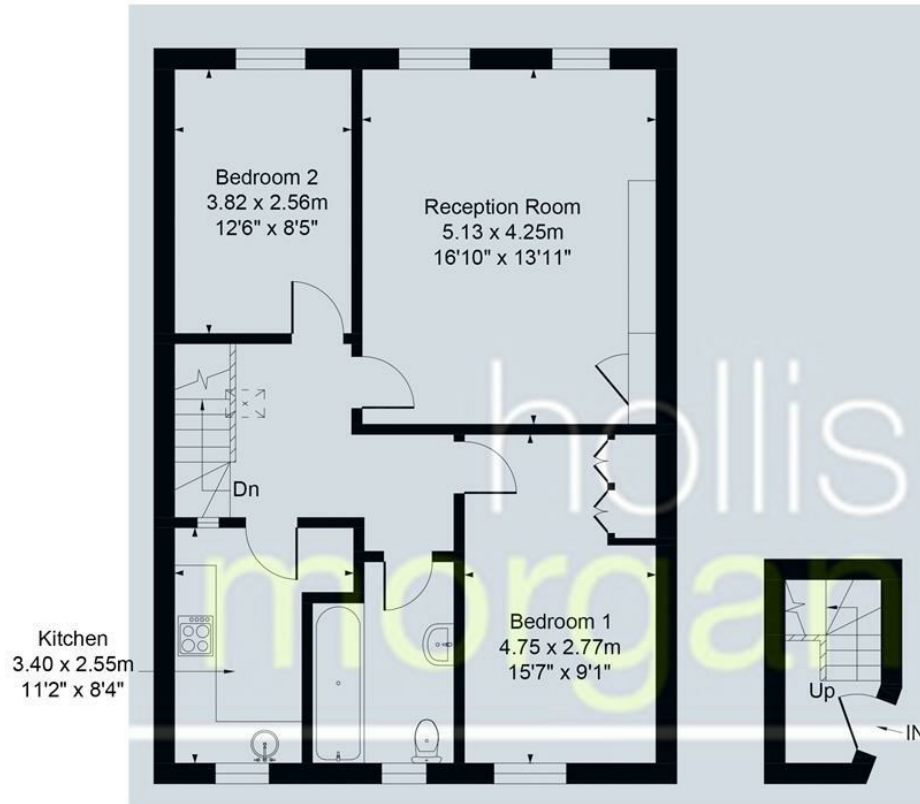 Bedroom 2
3.82 x 2.56m
12'6" x 8'5"
Reception Room
5.13 x 4.25m
16'10" x 13'11"
hollis
Dn
morgan
Kitchen
3.40 x 2.55m
11'2" x 8'4"
Bedroom 1
4.75 x 2.77m
15'7" x 9'1"
Up
IN